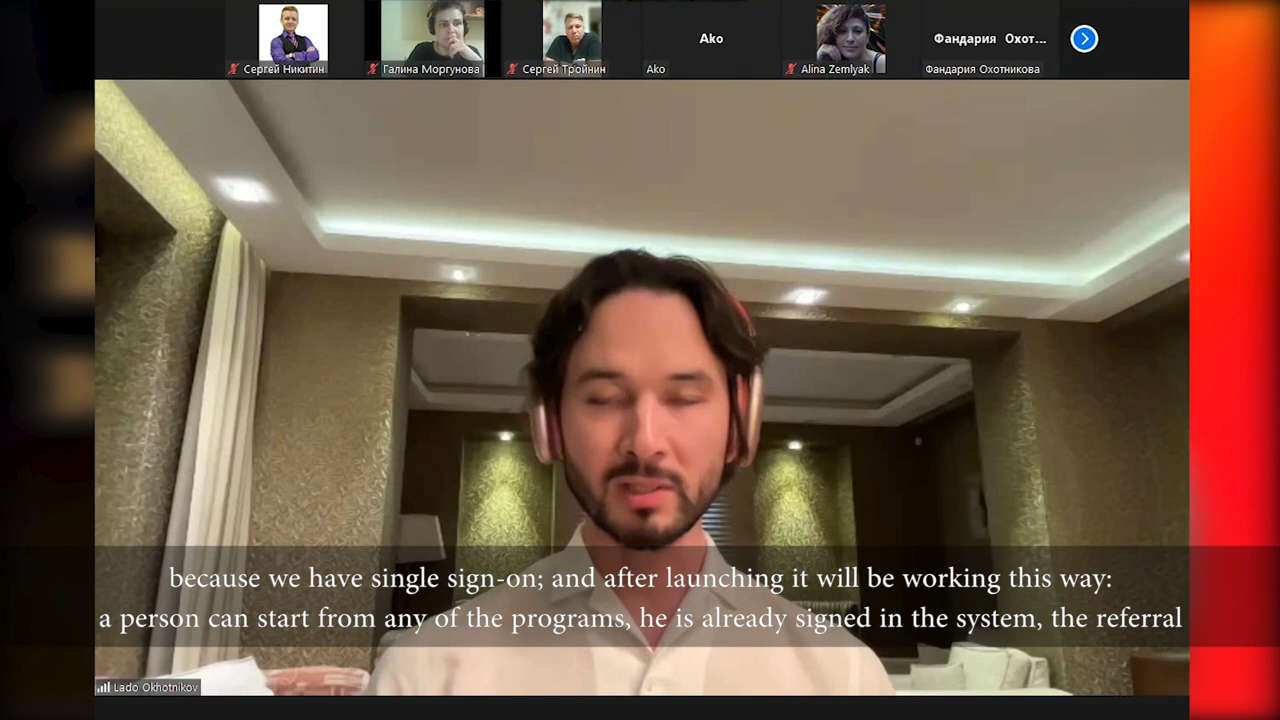 Ako
Фандария Охот...
Сергей Никитин
Галина Моргунова
Сергей Тройнин
Ako
Alina Zemlyak
Фандария Охотникова
because we have single sign-on; and after launching it will be working this way:
a person can start from any of the programs, he is already signed in the system, the referral
Lado Okhotnikov